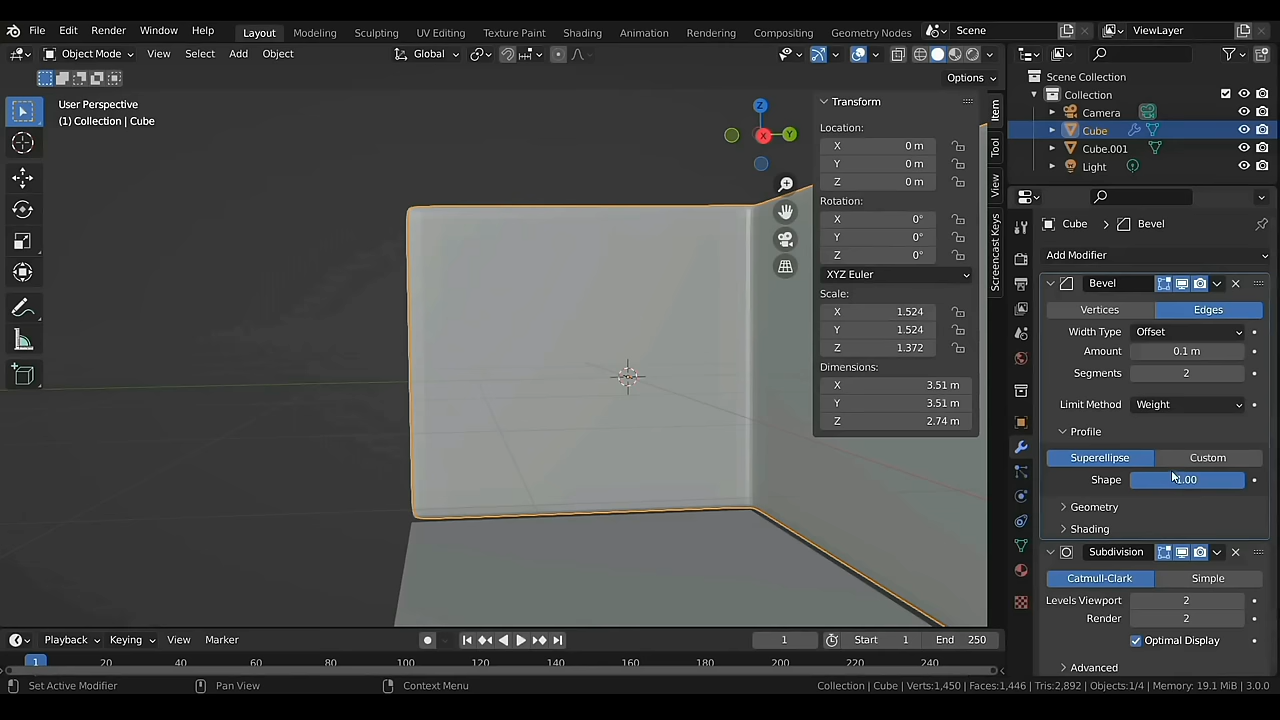 File Edit Render Window Help Layout Modeling Sculpting UV Editing Texture Paint Shading Animation Rendering Compositing Geometry Nodes Scene ViewLayer
Object Mode View Select Add Object Global
Options
User Perspective
(1) Collection | Cube
Z
Y
X
Transform
Location:
X 0 m
Y 0 m
Z 0 m
Rotation:
X 0°
Y 0°
Z 0°
XYZ Euler
Scale:
X 1.524
Y 1.524
Z 1.372
Dimensions:
X 3.51 m
Y 3.51 m
Z 2.74 m
Item
Tool
View
Screencast Keys
Scene Collection
Collection
Camera
Cube
Cube.001
Light
Cube Bevel
Add Modifier
Bevel
Vertices Edges
Width Type Offset
Amount 0.1 m
Segments 2
Limit Method Weight
Profile
Superellipse Custom
Shape 1.00
Geometry
Shading
Subdivision
Catmull-Clark Simple
Levels Viewport 2
Render 2
Optimal Display
Advanced
Playback Keying View Marker 1 Start 1 End 250
1 20 40 60 80 100 120 140 160 180 200 220 240
Set Active Modifier Pan View Context Menu Collection | Cube | Verts:1,450 | Faces:1,446 | Tris:2,892 | Objects:1/4 | Memory: 19.1 MiB | 3.0.0